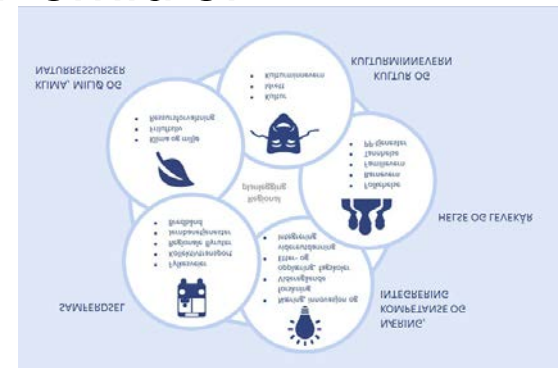 NÆRING,
KOMPETANSE OG
INTEGRERING
• Næring, innovasjon og
forskning
• Videregående
opplæring, fagskoler
• Etter- og
videreutdanning
• Integrering
SAMFERDSEL
• Fylkesveier
• Kollektivtransport
• Regionale flyruter
• Jernbanetjenester
• Bredbånd
HELSE OG LEVEKÅR
• Folkehelse
• Barnevern
• Familievern
• Tannhelse
• PP-tjenester
Regional
planlegging
KLIMA, MILJØ OG
NATURRESSURSER
• Klima og miljø
• Friluftsliv
• Ressursforvaltning
KULTUR OG
KULTURMINNEVERN
• Kultur
• Idrett
• Kulturminnevern